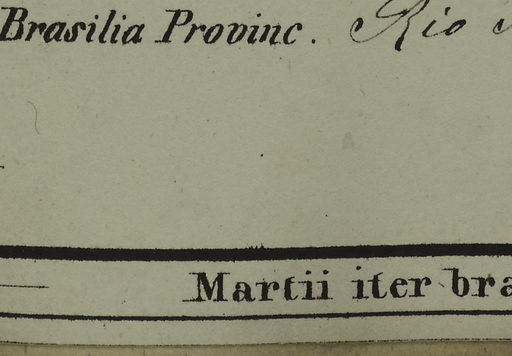 Brasilia Provinc. Rio
Martii iter bra